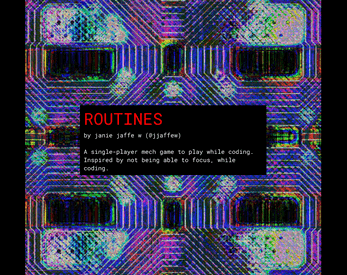 ROUTINES
by janie jaffe w (@jjaffew)
A single-player mech game to play while coding.
Inspired by not being able to focus, while
coding.